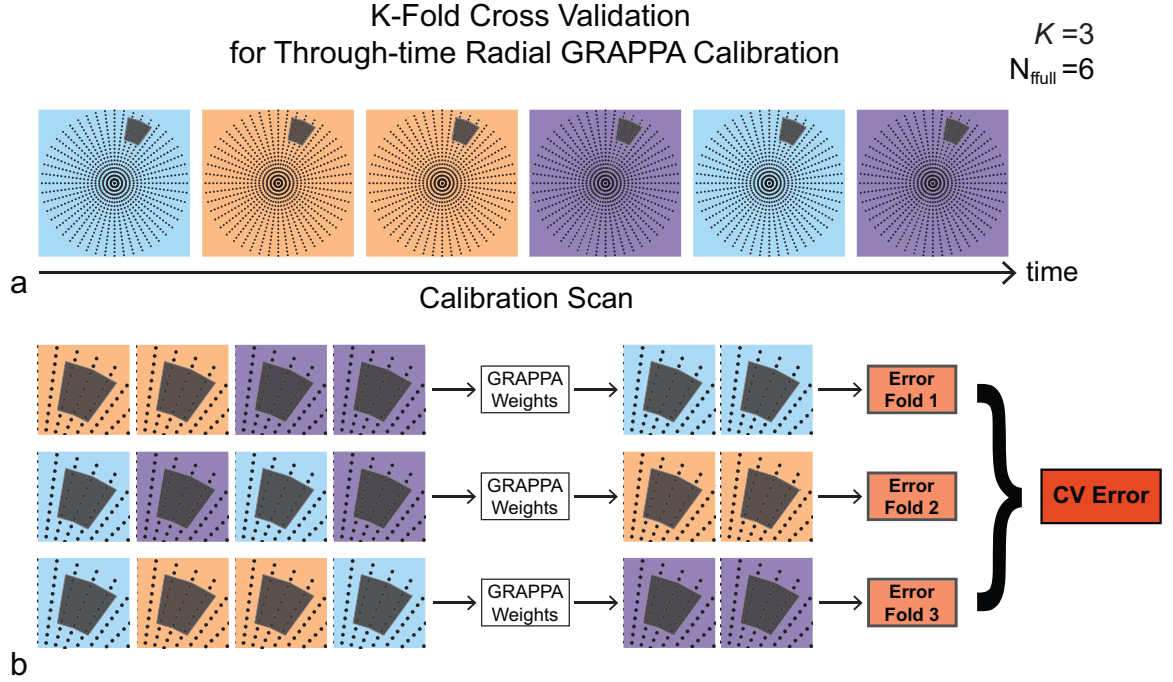 K-Fold Cross Validation
for Through-time Radial GRAPPA Calibration
K =3
Nffull =6
time
a
Calibration Scan
GRAPPA
Weights
Error
Fold 1
GRAPPA
Weights
Error
Fold 2
CV Error
GRAPPA
Weights
Error
Fold 3
b